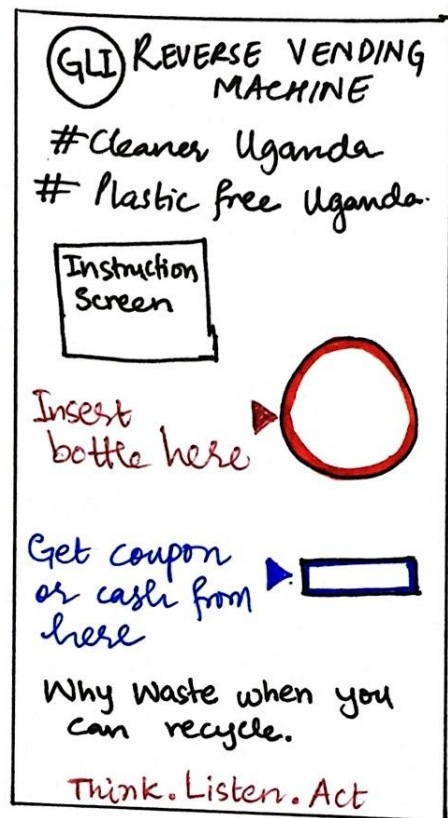 GLI REVERSE VENDING
MACHINE
#Cleaner Uganda
# Plastic free Uganda.
Instruction
Screen
Insert
bottle here
Get coupon
or cash from
here
Why Waste when you
can recycle.
Think. Listen. Act